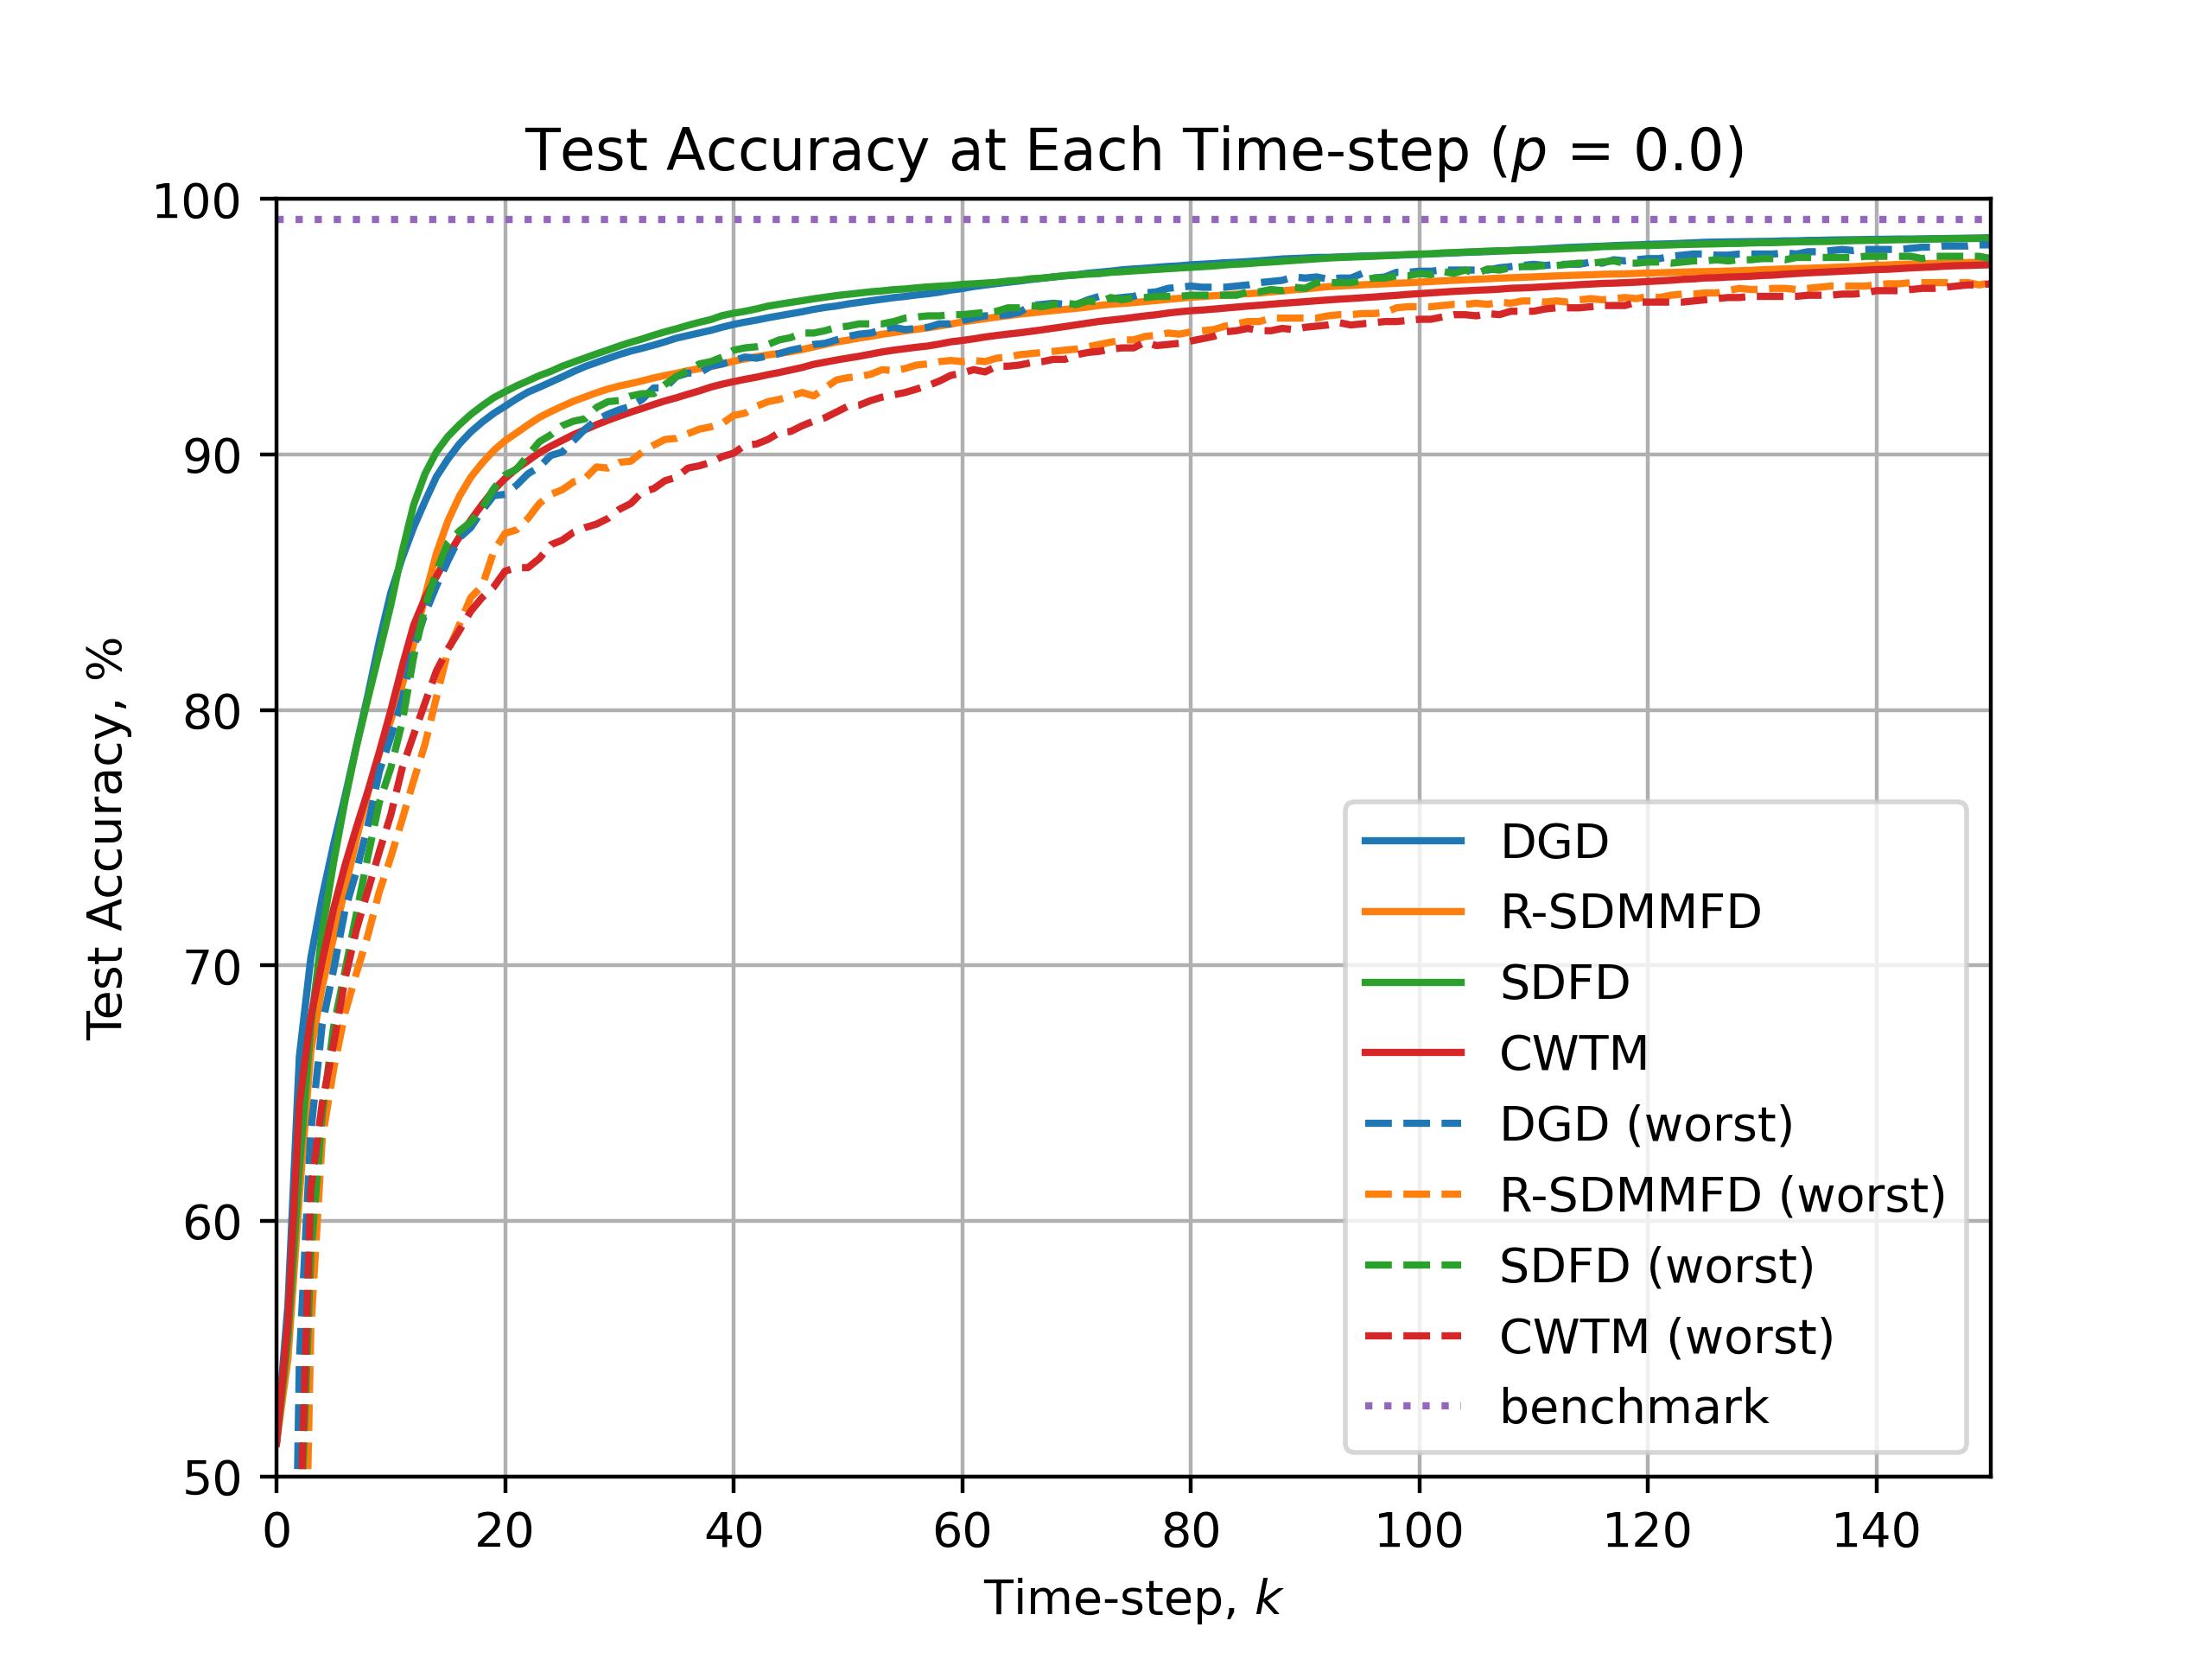 Test Accuracy at Each Time-step (p = 0.0)
Test Accuracy, %
100
90
80
70
60
50
0 20 40 60 80 100 120 140
Time-step, k
DGD
R-SDMMFD
SDFD
CWTM
DGD (worst)
R-SDMMFD (worst)
SDFD (worst)
CWTM (worst)
benchmark